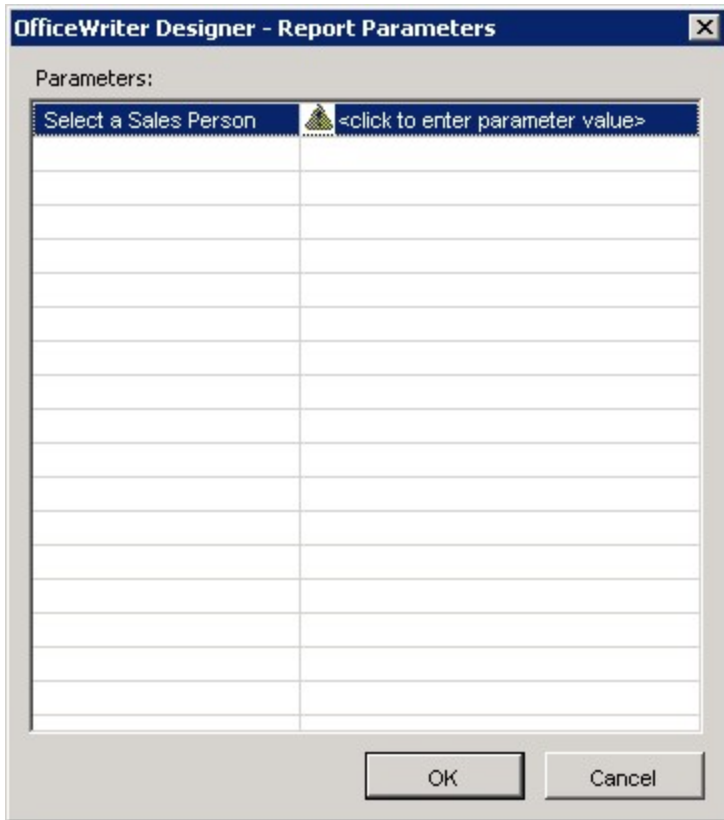 OfficeWriter Designer - Report Parameters
Parameters:
Select a Sales Person <click to enter parameter value>
OK Cancel